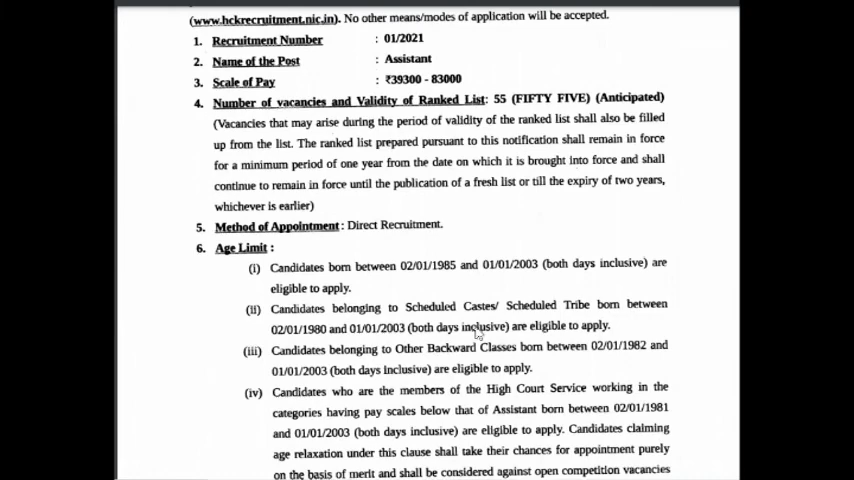 (www.hckrecruitment.nic.in). No other means/modes of application will be accepted.
1. Recruitment Number : 01/2021
2. Name of the Post : Assistant
3. Scale of Pay : ₹39300 - 83000
4. Number of vacancies and Validity of Ranked List: 55 (FIFTY FIVE) (Anticipated)
(Vacancies that may arise during the period of validity of the ranked list shall also be filled
up from the list. The ranked list prepared pursuant to this notification shall remain in force
for a minimum period of one year from the date on which it is brought into force and shall
continue to remain in force until the publication of a fresh list or till the expiry of two years,
whichever is earlier)
5. Method of Appointment : Direct Recruitment.
6. Age Limit :
(i) Candidates born between 02/01/1985 and 01/01/2003 (both days inclusive) are
eligible to apply.
(ii) Candidates belonging to Scheduled Castes/ Scheduled Tribe born between
02/01/1980 and 01/01/2003 (both days inclusive) are eligible to apply.
(iii) Candidates belonging to Other Backward Classes born between 02/01/1982 and
01/01/2003 (both days inclusive) are eligible to apply.
(iv) Candidates who are the members of the High Court Service working in the
categories having pay scales below that of Assistant born between 02/01/1981
and 01/01/2003 (both days inclusive) are eligible to apply. Candidates claiming
age relaxation under this clause shall take their chances for appointment purely
on the basis of merit and shall be considered against open competition vacancies